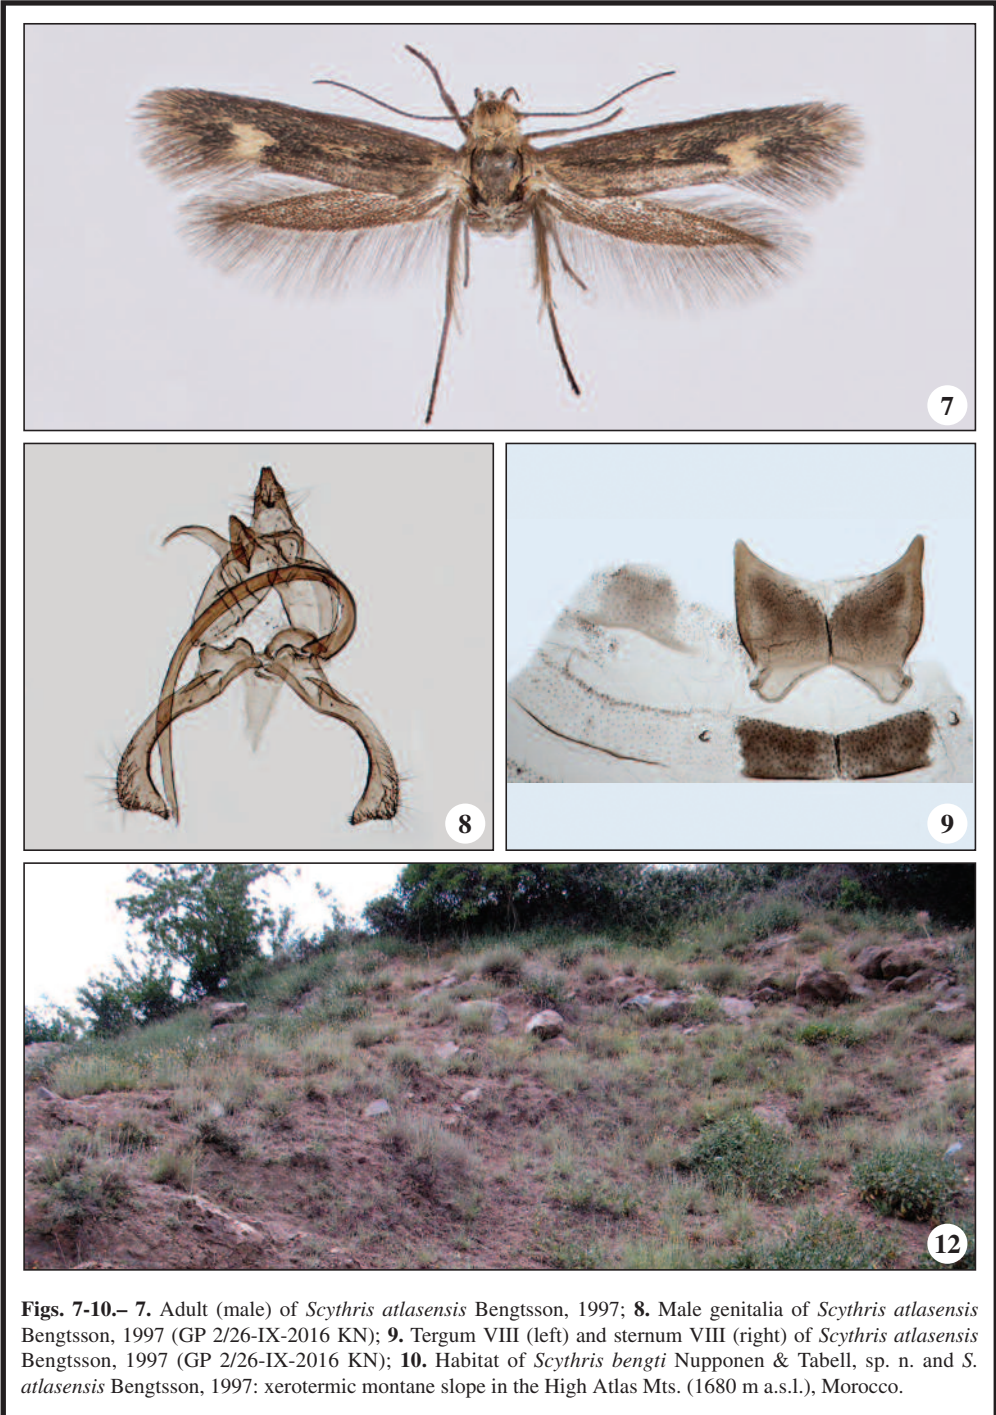 7
8
9
12
Figs. 7-10.– 7. Adult (male) of Scythris atlasensis Bengtsson, 1997; 8. Male genitalia of Scythris atlasensis
Bengtsson, 1997 (GP 2/26-IX-2016 KN); 9. Tergum VIII (left) and sternum VIII (right) of Scythris atlasensis
Bengtsson, 1997 (GP 2/26-IX-2016 KN); 10. Habitat of Scythris bengti Nupponen & Tabell, sp. n. and S.
atlasensis Bengtsson, 1997: xerotermic montane slope in the High Atlas Mts. (1680 m a.s.l.), Morocco.